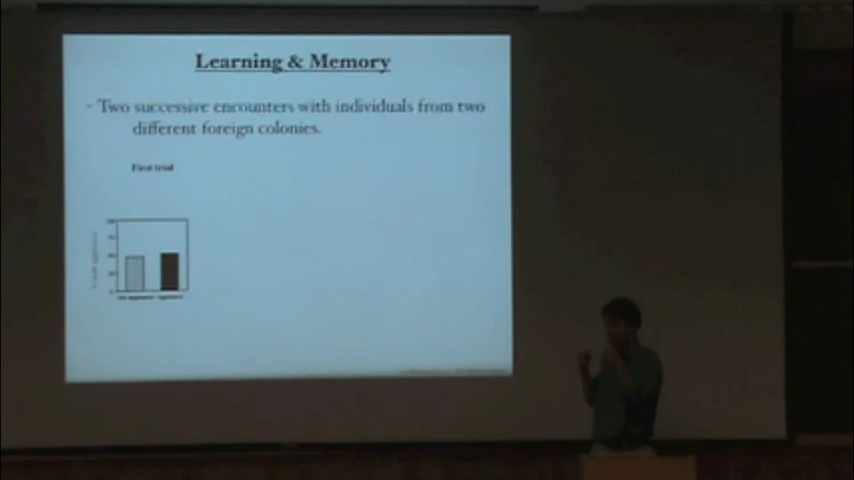 Learning & Memory
- Two successive encounters with individuals from two
different foreign colonies.
First trial